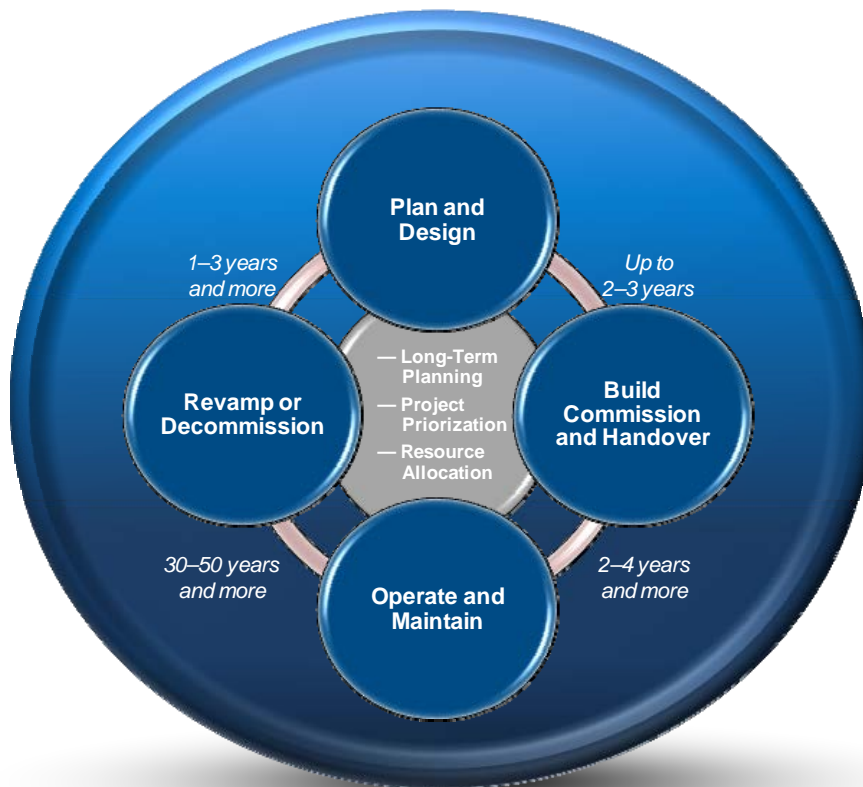 Plan and
Design
1–3 years
and more
Up to
2–3 years
— Long-Term
Planning
— Project
Priorization
— Resource
Allocation
Revamp or
Decommission
Build
Commission
and Handover
30–50 years
and more
2–4 years
and more
Operate and
Maintain